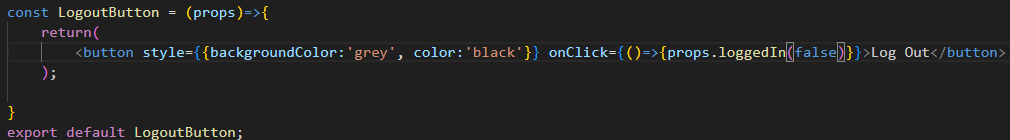 const LogoutButton = (props)=>{
    return(
        <button style={{backgroundColor:'grey', color:'black'}} onClick={()=>{props.loggedIn(false)}}>Log Out</button>
    );
}
export default LogoutButton;